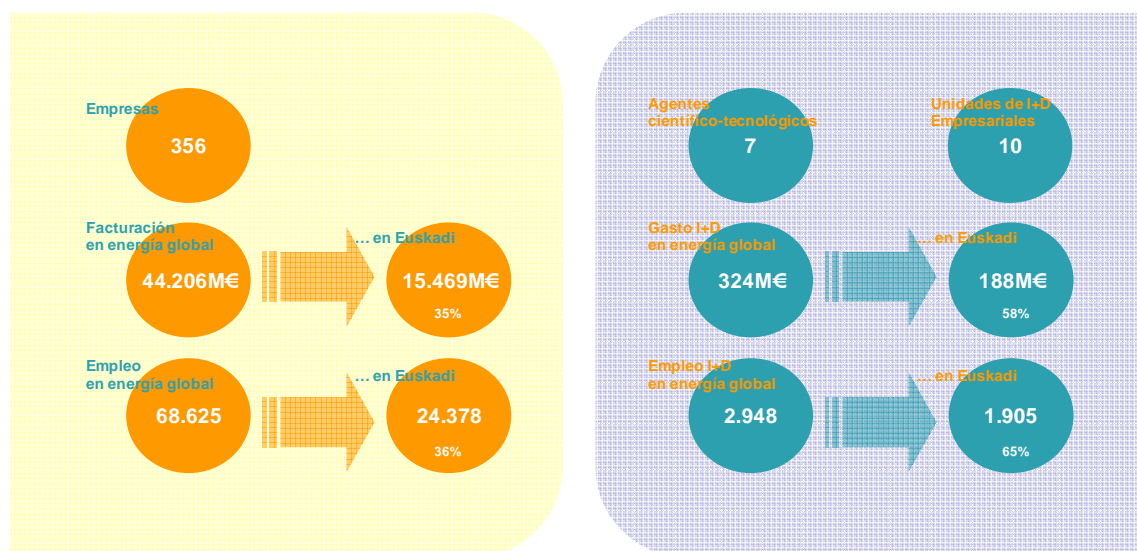 Empresas
356
Facturación
en energía global
44.206M€
… en Euskadi
15.469M€
35%
Empleo
en energía global
68.625
… en Euskadi
24.378
36%
Agentes
científico-tecnológicos
7
Unidades de I+D
Empresariales
10
Gasto I+D
en energía global
324M€
… en Euskadi
188M€
58%
Empleo I+D
en energía global
2.948
… en Euskadi
1.905
65%